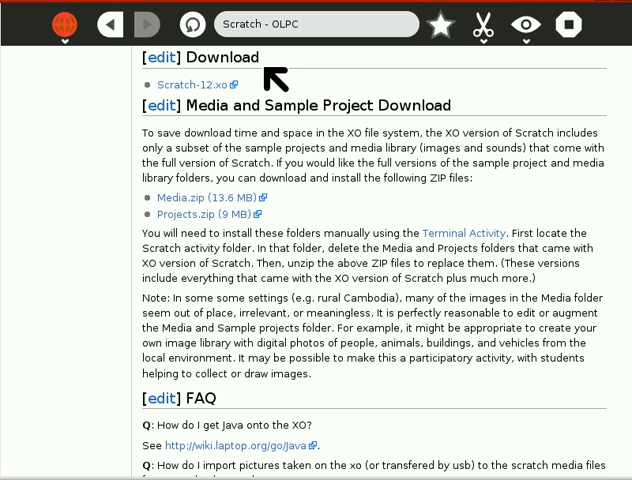 Scratch - OLPC
[edit] Download
Scratch-12.xo
[edit] Media and Sample Project Download
To save download time and space in the XO file system, the XO version of Scratch includes
only a subset of the sample projects and media library (images and sounds) that come with
the full version of Scratch. If you would like the full versions of the sample project and media
library folders, you can download and install the following ZIP files:
Media.zip (13.6 MB)
Projects.zip (9 MB)
You will need to install these folders manually using the Terminal Activity. First locate the
Scratch activity folder. In that folder, delete the Media and Projects folders that came with
XO version of Scratch. Then, unzip the above ZIP files to replace them. (These versions
include everything that came with the XO version of Scratch plus much more.)
Note: In some some settings (e.g. rural Cambodia), many of the images in the Media folder
seem out of place, irrelevant, or meaningless. It is perfectly reasonable to edit or augment
the Media and Sample projects folder. For example, it might be appropriate to create your
own image library with digital photos of people, animals, buildings, and vehicles from the
local environment. It may be possible to make this a participatory activity, with students
helping to collect or draw images.
[edit] FAQ
Q: How do I get Java onto the XO?
See http://wiki.laptop.org/go/Java.
Q: How do I import pictures taken on the xo (or transfered by usb) to the scratch media files